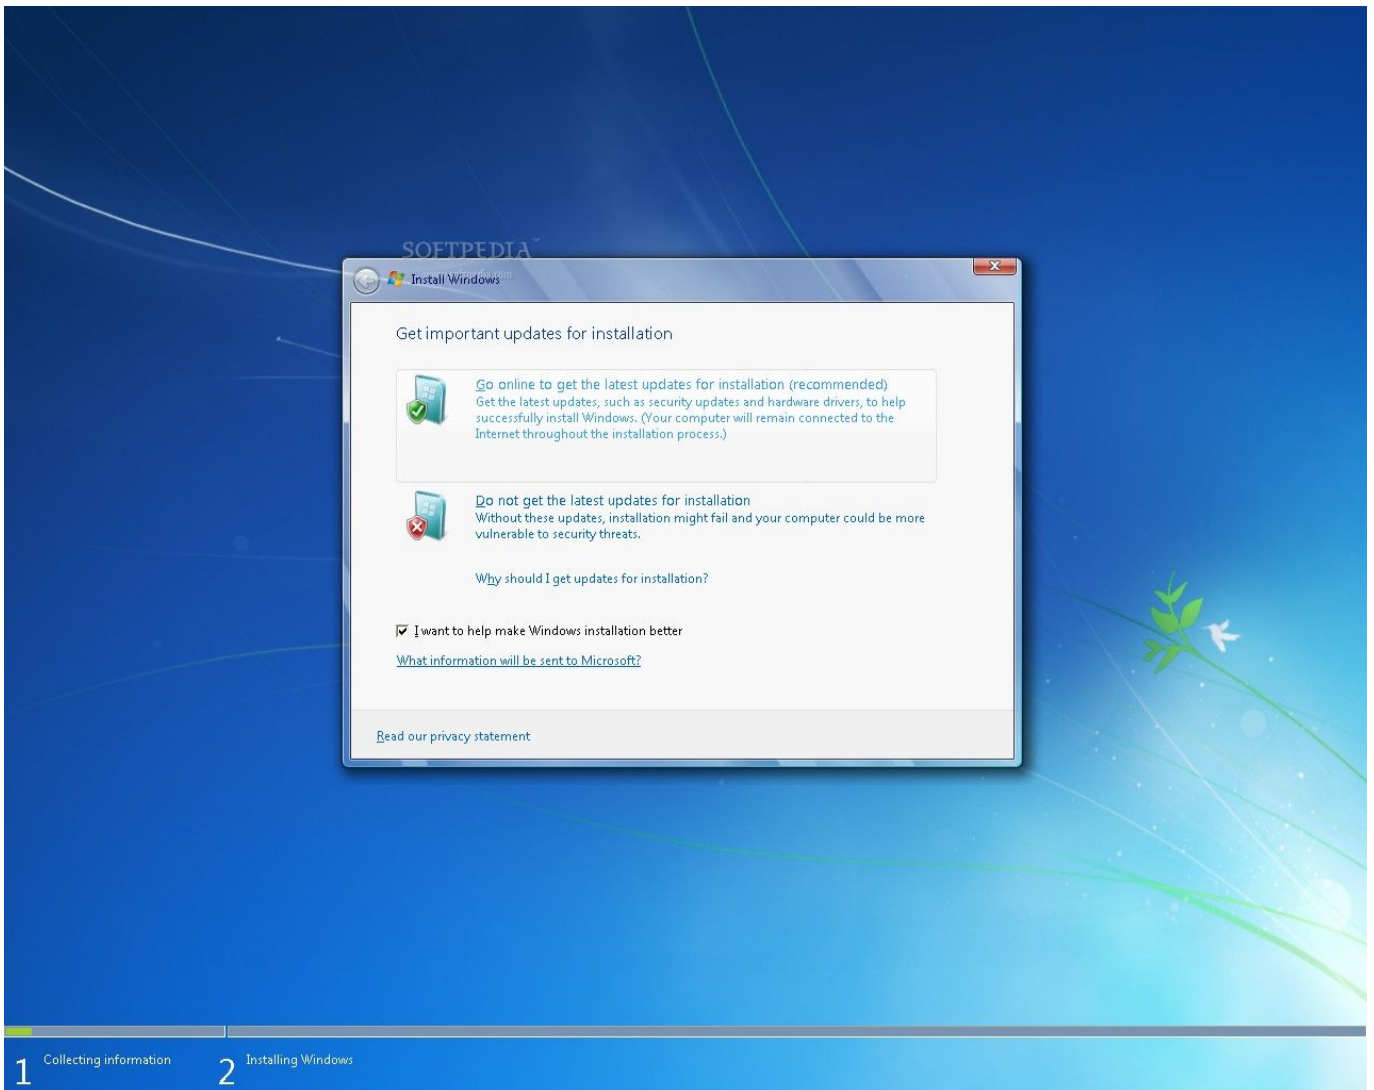 SOFTPEDIA
Install Windows
Get important updates for installation
Go online to get the latest updates for installation (recommended)
Get the latest updates, such as security updates and hardware drivers, to help
successfully install Windows. (Your computer will remain connected to the
Internet throughout the installation process.)
Do not get the latest updates for installation
Without these updates, installation might fail and your computer could be more
vulnerable to security threats.
Why should I get updates for installation?
I want to help make Windows installation better
What information will be sent to Microsoft?
Read our privacy statement
1 Collecting information 2 Installing Windows